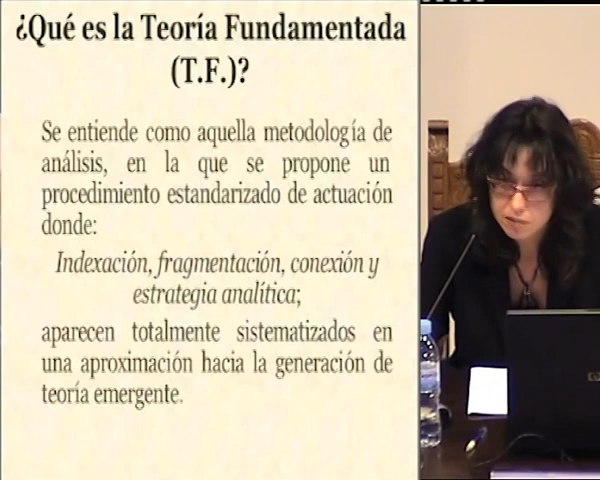 ¿Qué es la Teoría Fundamentada
(T.F.)?
Se entiende como aquella metodología de
análisis, en la que se propone un
procedimiento estandarizado de actuación
donde:
Indexación, fragmentación, conexión y
estrategia analítica;
aparecen totalmente sistematizados en
una aproximación hacia la generación de
teoría emergente.